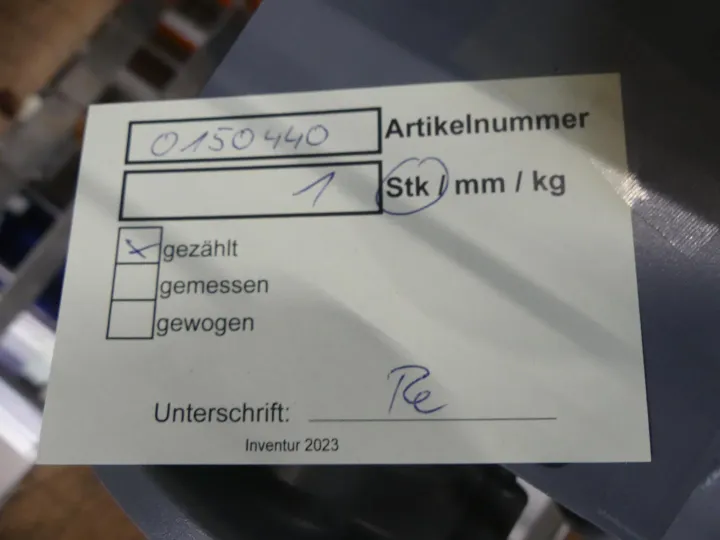 0150440 Artikelnummer
1 Stk / mm / kg
gezählt
gemessen
gewogen
Unterschrift:
Inventur 2023